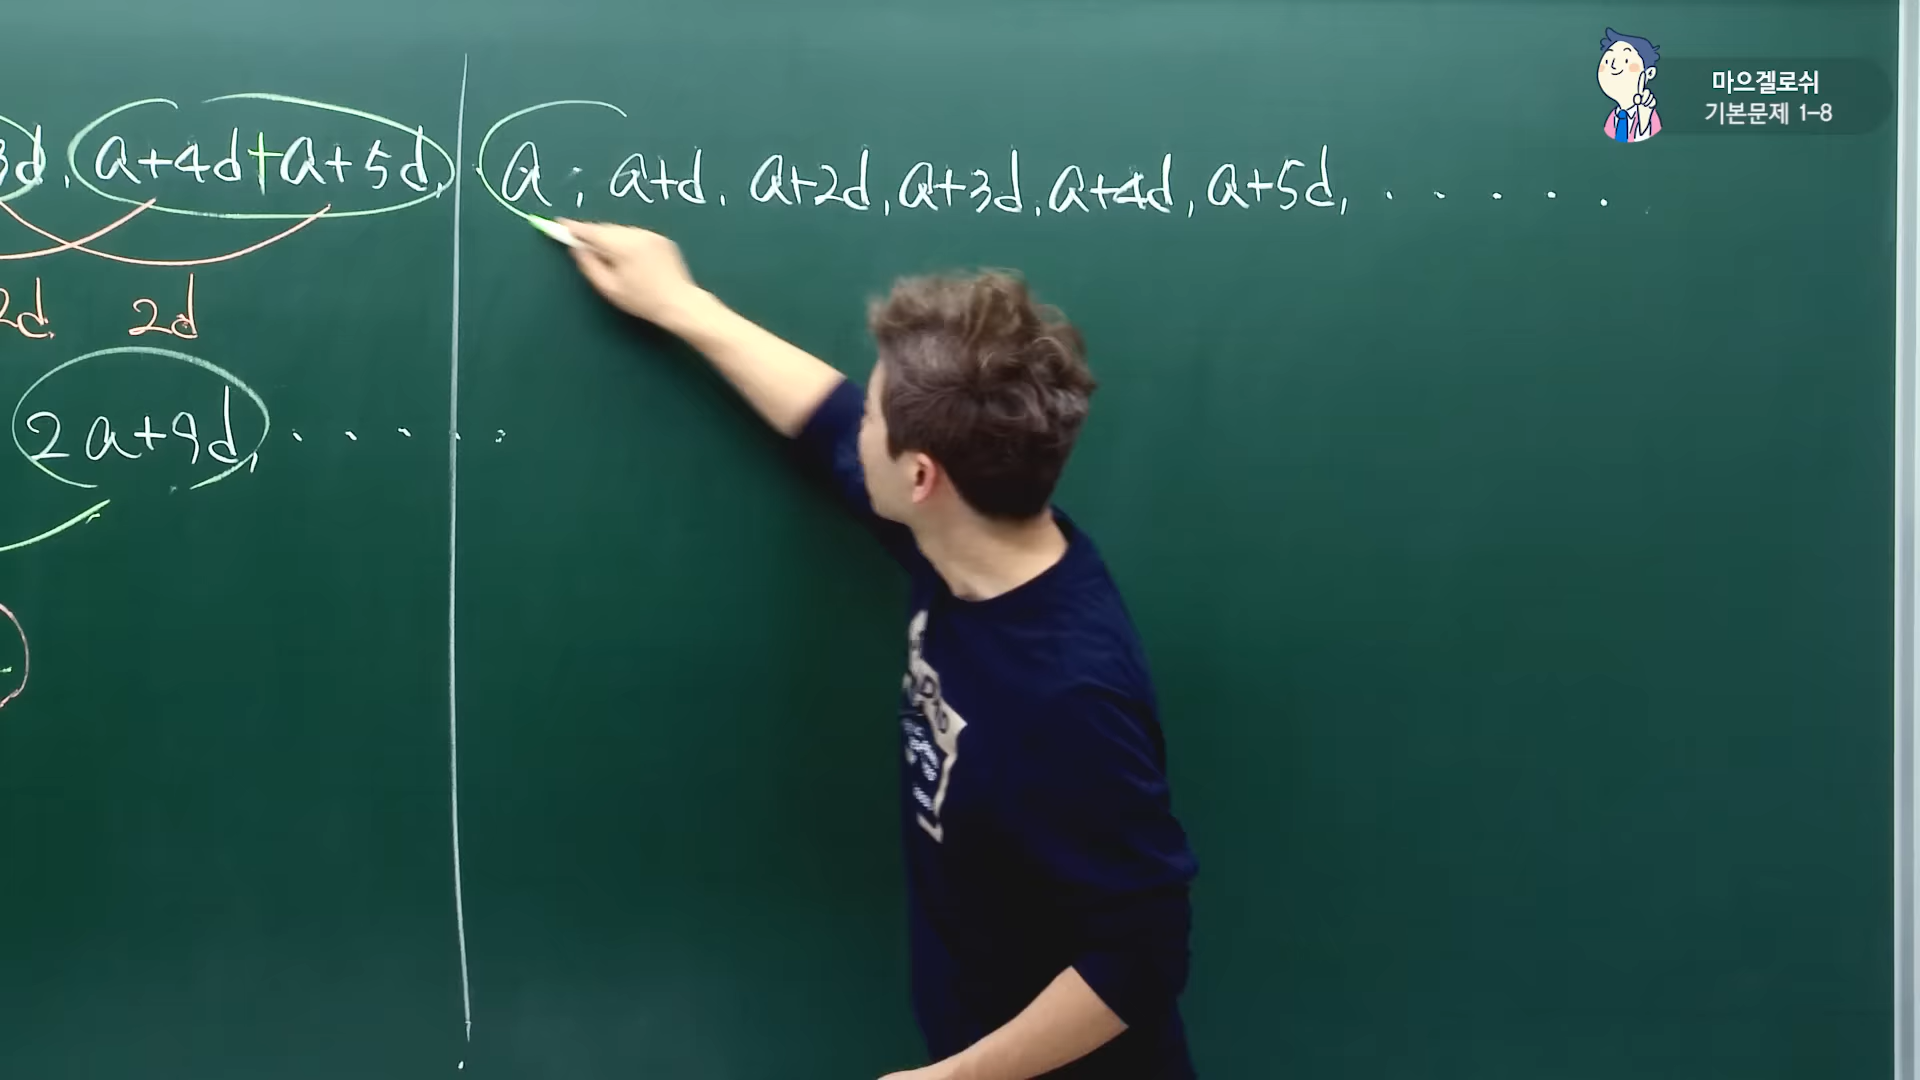 마으겔로쉬
기본문제 1-8
3d, a+4d+a+5d,
a, a+d, a+2d, a+3d, a+4d, a+5d, . . . . .
2d 2d
2a+9d, . . . . .